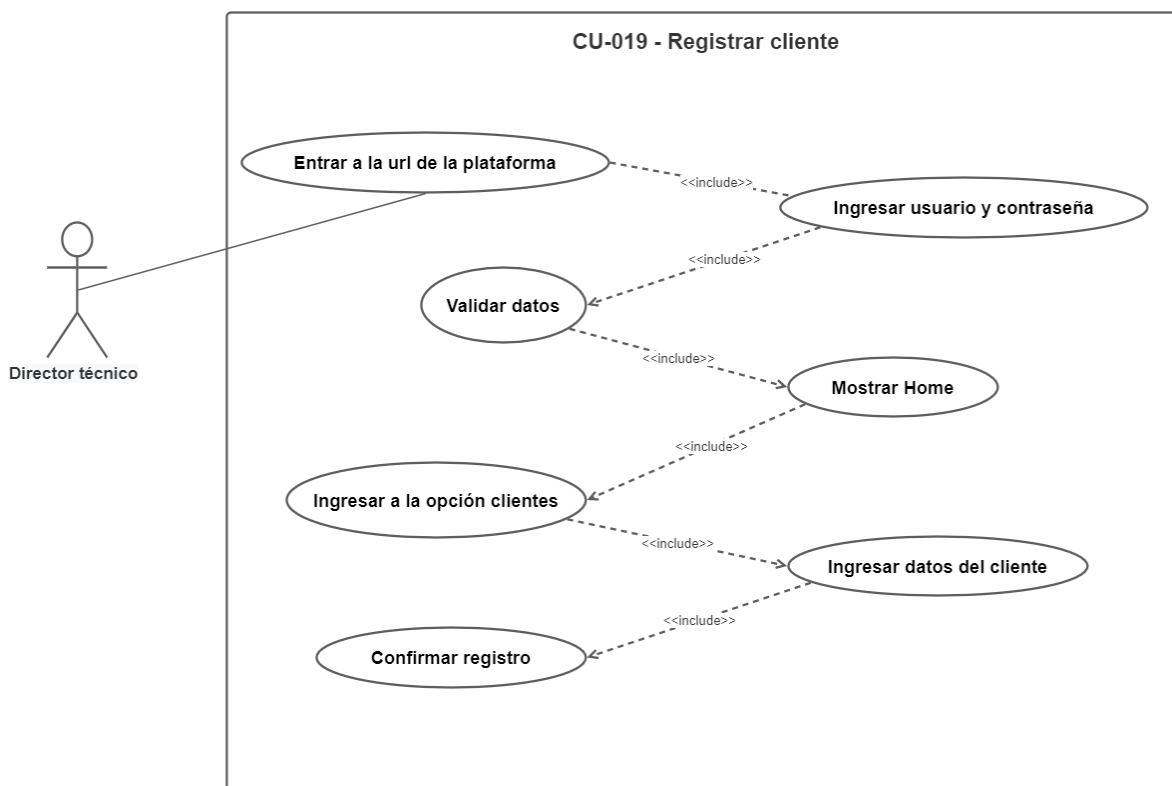 CU-019 - Registrar cliente
Entrar a la url de la plataforma
<<include>>
Ingresar usuario y contraseña
<<include>>
Validar datos
<<include>>
Director técnico
Mostrar Home
<<include>>
Ingresar a la opción clientes
<<include>>
Ingresar datos del cliente
<<include>>
Confirmar registro